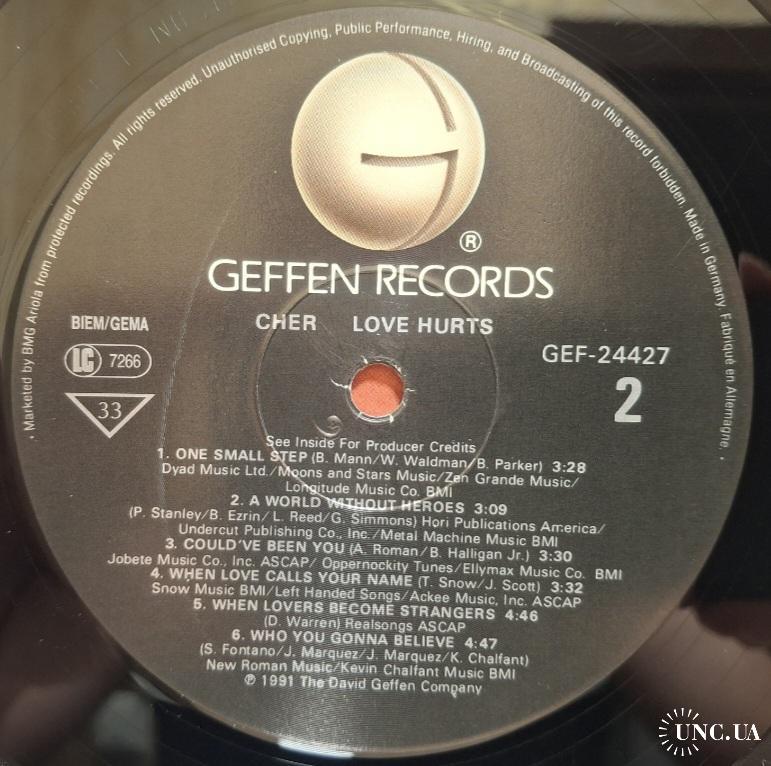 Marketed by BMG Ariola from protected recordings. All rights reserved. Unauthorised Copying, Public Performance, Hiring, and Broadcasting of this record forbidden. Made in Germany. Fabriqué en Allemagne.
®
GEFFEN RECORDS
CHER LOVE HURTS
BIEM/GEMA
LC 7266
33
GEF-24427
2
See Inside For Producer Credits
1. ONE SMALL STEP (B. Mann/W. Waldman/B. Parker) 3:28
Dyad Music Ltd./Moons and Stars Music/Zen Grande Music/
Longitude Music Co. BMI
2. A WORLD WITHOUT HEROES 3:09
(P. Stanley/B. Ezrin/L. Reed/G. Simmons) Hori Publications America/
Undercut Publishing Co., Inc./Metal Machine Music BMI
3. COULD'VE BEEN YOU (A. Roman/B. Halligan Jr.) 3:30
Jobete Music Co., Inc. ASCAP/ Oppernockity Tunes/Ellymax Music Co. BMI
4. WHEN LOVE CALLS YOUR NAME (T. Snow/J. Scott) 3:32
Snow Music BMI/Left Handed Songs/Ackee Music, Inc. ASCAP
5. WHEN LOVERS BECOME STRANGERS 4:46
(D. Warren) Realsongs ASCAP
6. WHO YOU GONNA BELIEVE 4:47
(S. Fontano/J. Marquez/J. Marquez/K. Chalfant)
New Roman Music/Kevin Chalfant Music BMI
℗ 1991 The David Geffen Company
UNC.UA